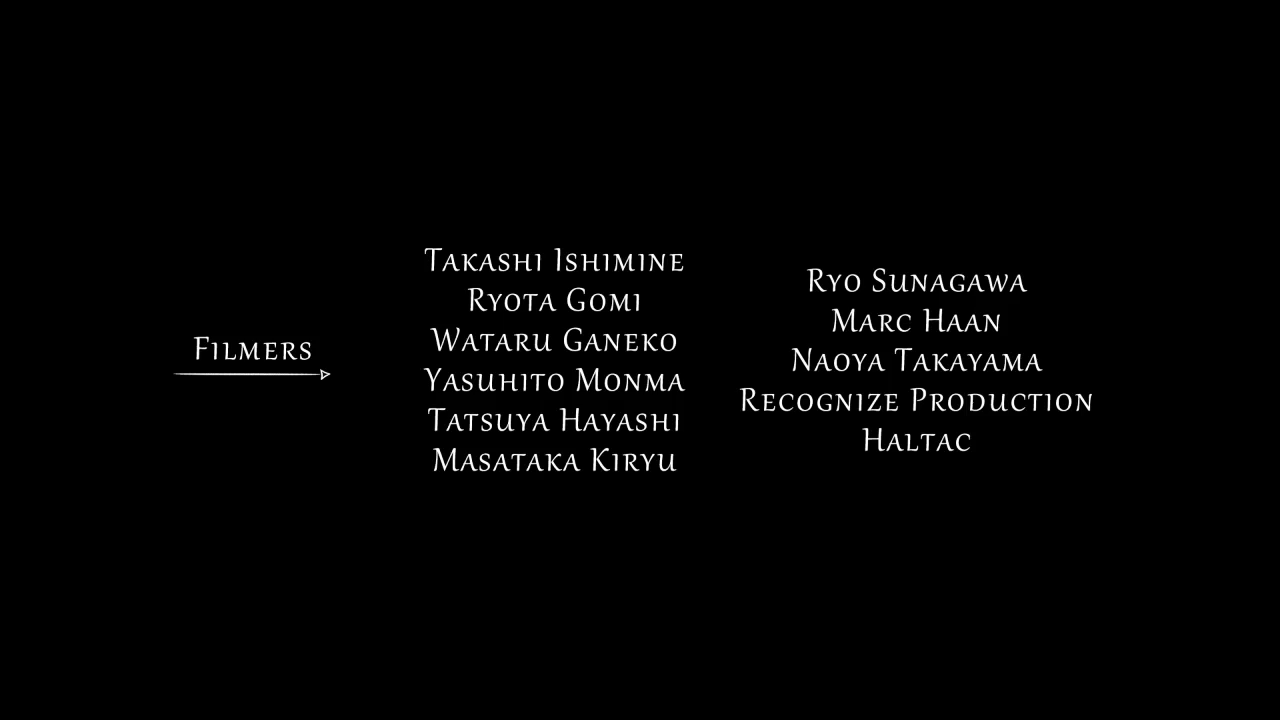 Filmers
Takashi Ishimine
Ryota Gomi
Wataru Ganeko
Yasuhito Monma
Tatsuya Hayashi
Masataka Kiryu
Ryo Sunagawa
Marc Haan
Naoya Takayama
Recognize Production
Haltac